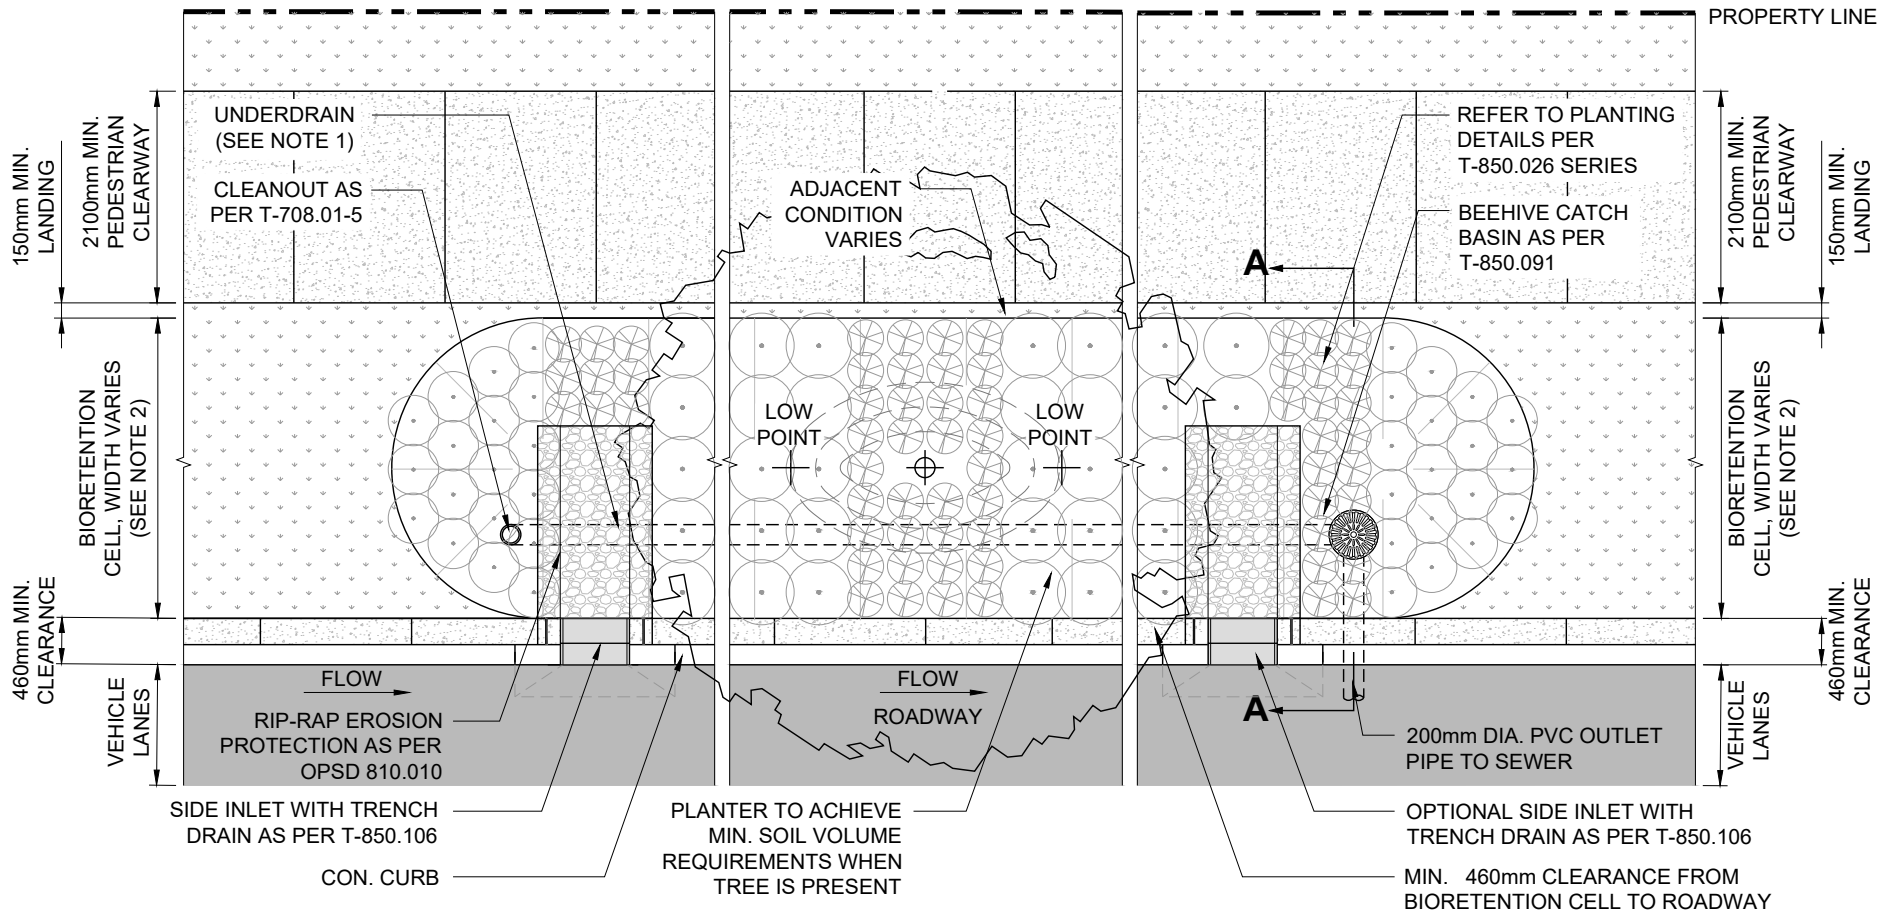 PROPERTY LINE
150mm MIN.
LANDING
2100mm MIN.
PEDESTRIAN
CLEARWAY
UNDERDRAIN
(SEE NOTE 1)
CLEANOUT AS
PER T-708.01-5
ADJACENT
CONDITION
VARIES
REFER TO PLANTING
DETAILS PER
T-850.026 SERIES
BEEHIVE CATCH
BASIN AS PER
T-850.091
A
2100mm MIN.
PEDESTRIAN
CLEARWAY
150mm MIN.
LANDING
BIORETENTION
CELL, WIDTH VARIES
(SEE NOTE 2)
LOW
POINT
LOW
POINT
BIORETENTION
CELL, WIDTH VARIES
(SEE NOTE 2)
460mm MIN.
CLEARANCE
460mm MIN.
CLEARANCE
VEHICLE
LANES
FLOW
FLOW
ROADWAY
A
VEHICLE
LANES
RIP-RAP EROSION
PROTECTION AS PER
OPSD 810.010
200mm DIA. PVC OUTLET
PIPE TO SEWER
SIDE INLET WITH TRENCH
DRAIN AS PER T-850.106
CON. CURB
PLANTER TO ACHIEVE
MIN. SOIL VOLUME
REQUIREMENTS WHEN
TREE IS PRESENT
OPTIONAL SIDE INLET WITH
TRENCH DRAIN AS PER T-850.106
MIN. 460mm CLEARANCE FROM
BIORETENTION CELL TO ROADWAY